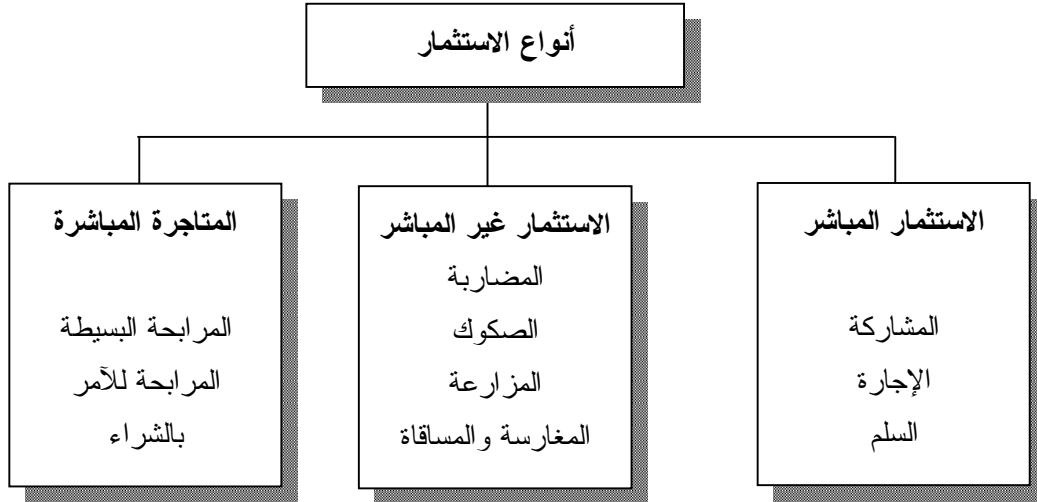 أنواع الاستثمار
الاستثمار المباشر
المشاركة
الإجارة
السلم
الاستثمار غير المباشر
المضاربة
الصكوك
المزارعة
المغارسة والمساقاة
المتاجرة المباشرة
المرابحة البسيطة
المرابحة للآمر
بالشراء